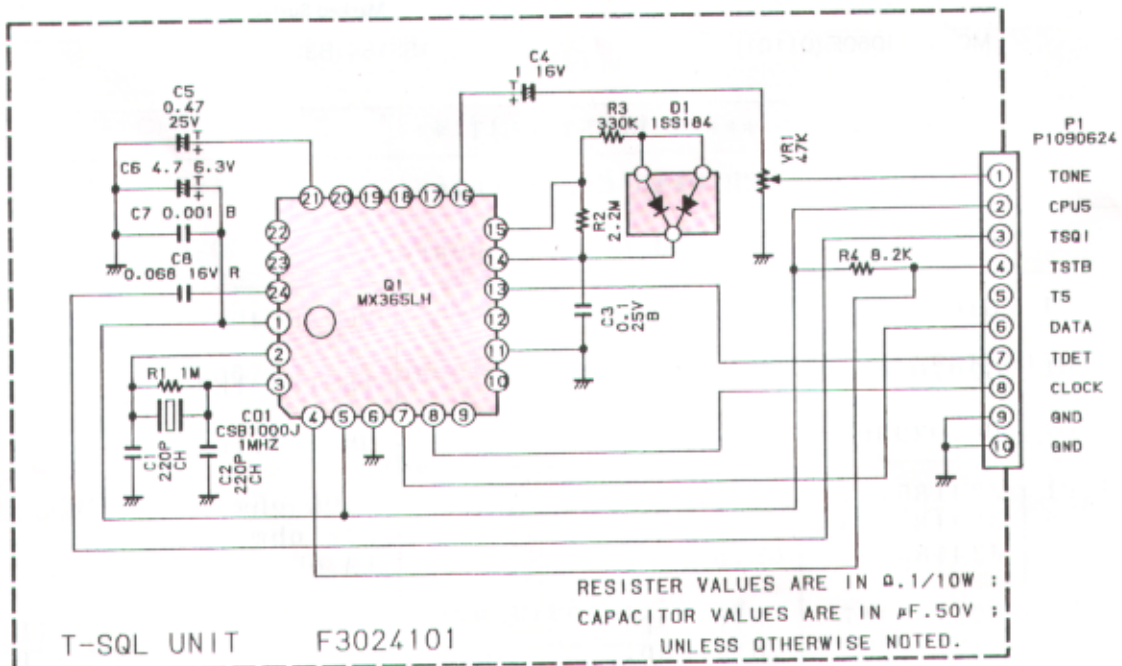 C4
1 16V
C5
0.47
25V
R3
330K
D1
1SS184
P1
P1090624
VR1
47K
C6 4.7 6.3V
C7 0.001 B
C8
0.068 16V R
21 20 19 18 17 16
22
23
24
1
2
3
15
14
13
12
11
10
4 5 6 7 8 9
Q1
MX365LH
R2
2.2M
C3
0.1
25V
B
R1 1M
C01
CSB1000J
1MHZ
C1
220P
CH
C2
220P
CH
R4 8.2K
1 TONE
2 CPU5
3 TSQ1
4 TSTB
5 T5
6 DATA
7 TDET
8 CLOCK
9 GND
10 GND
RESISTER VALUES ARE IN Ω.1/10W ;
CAPACITOR VALUES ARE IN µF.50V ;
UNLESS OTHERWISE NOTED.
T-SQL UNIT F3024101